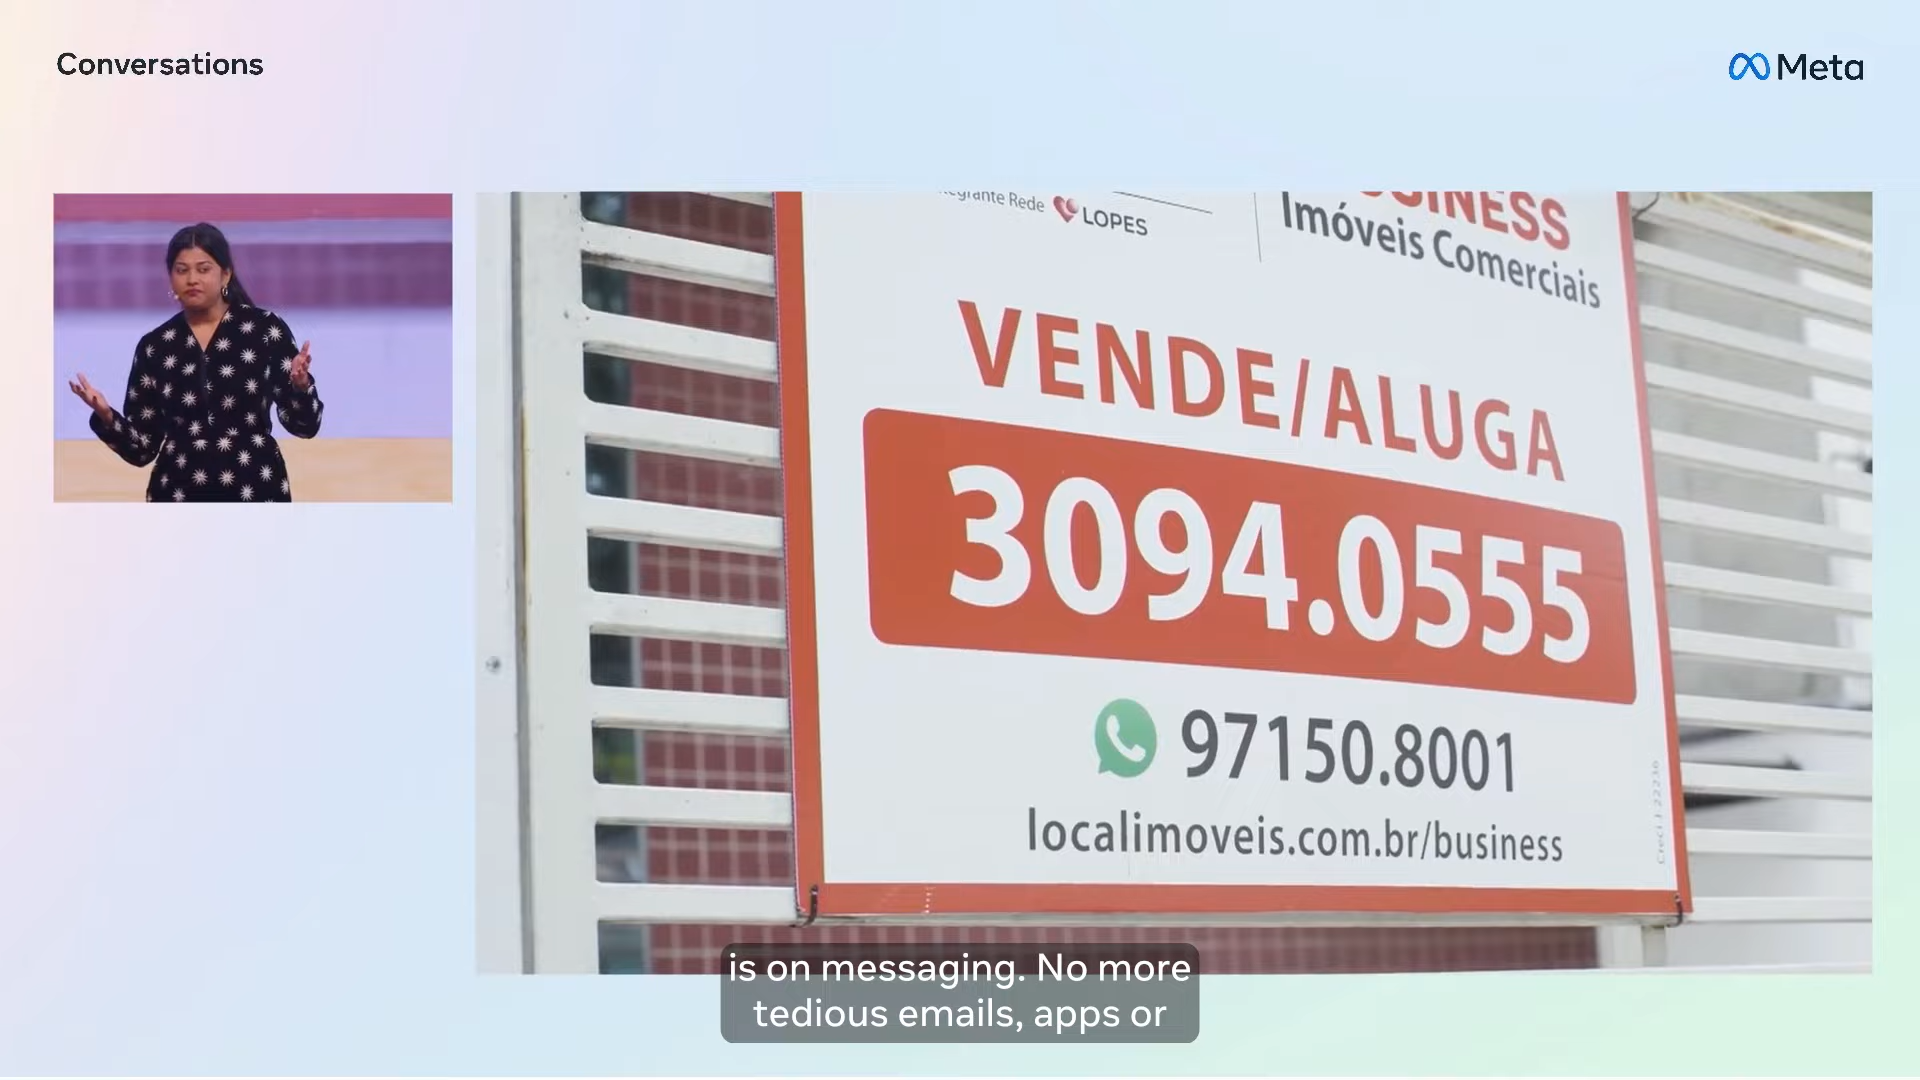 Conversations
Meta
Rede
LOPES
Imóveis Comerciais
VENDE/ALUGA
3094.0555
97150.8001
localimoveis.com.br/business
is on messaging. No more
tedious emails, apps or